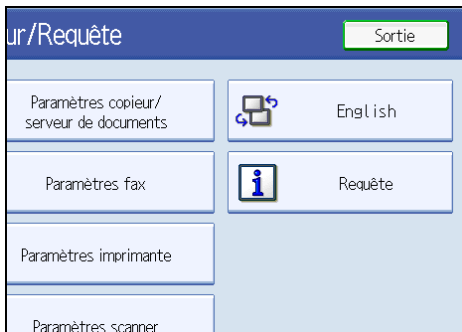 ur/Requête
Sortie
Paramètres copieur/
serveur de documents
English
Paramètres fax
Requête
Paramètres imprimante
Paramètres scanner